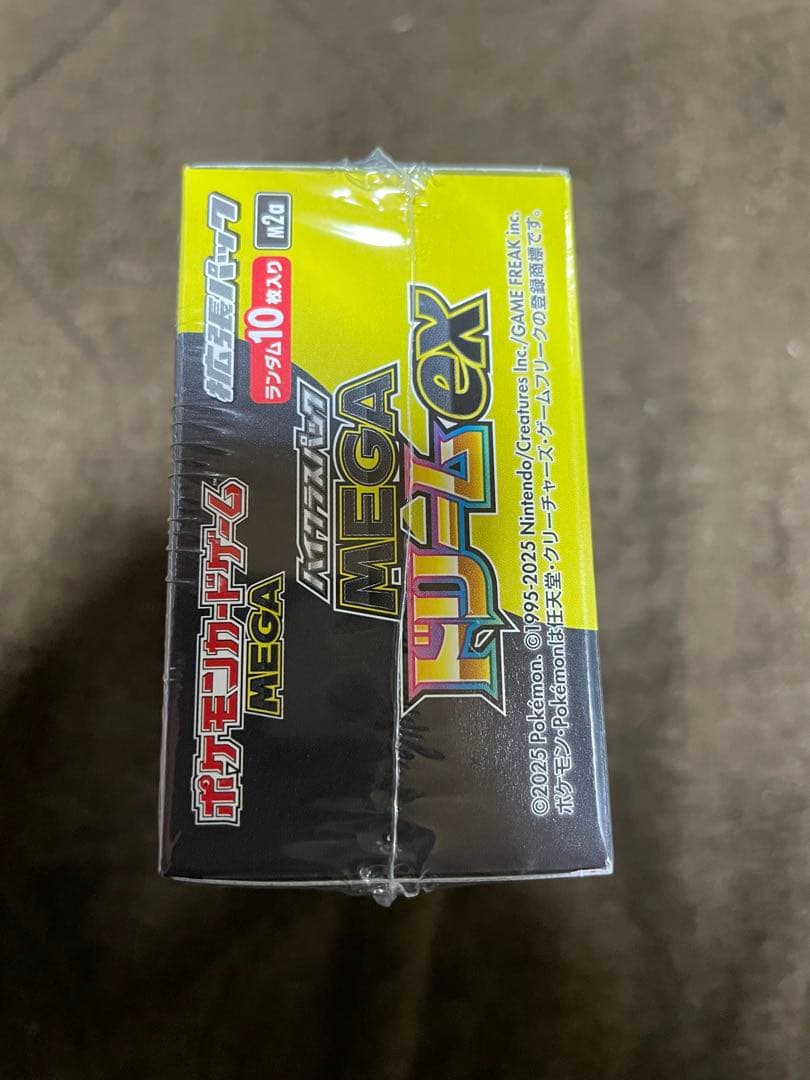 ポケモンカードゲーム™
MEGA
拡張パック
ランダム10枚入り
M2a
ハイクラスパック
MEGA
ドリームex
©2025 Pokémon. ©1995-2025 Nintendo/Creatures Inc./GAME FREAK inc.
ポケモン・Pokémonは任天堂・クリーチャーズ・ゲームフリークの登録商標です。